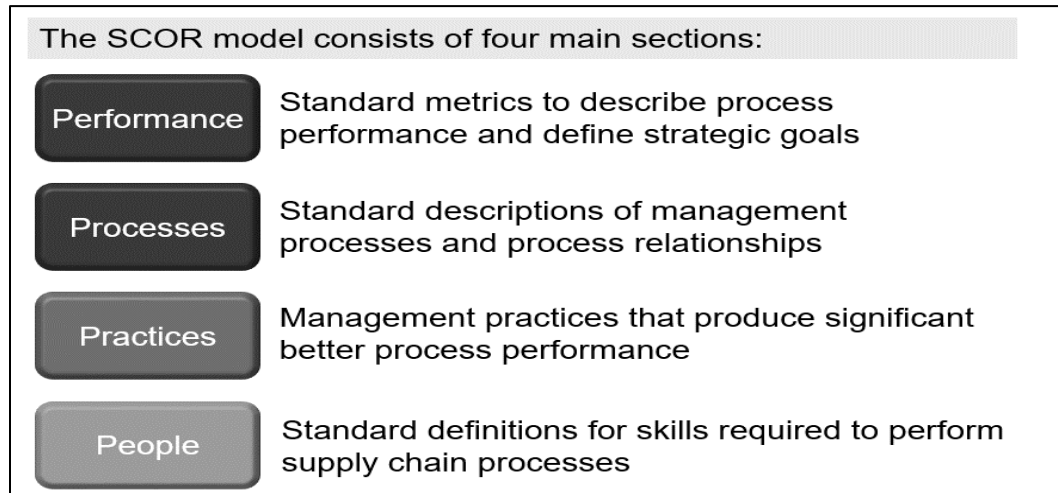 The SCOR model consists of four main sections:
Performance
Standard metrics to describe process
performance and define strategic goals
Processes
Standard descriptions of management
processes and process relationships
Practices
Management practices that produce significant
better process performance
People
Standard definitions for skills required to perform
supply chain processes